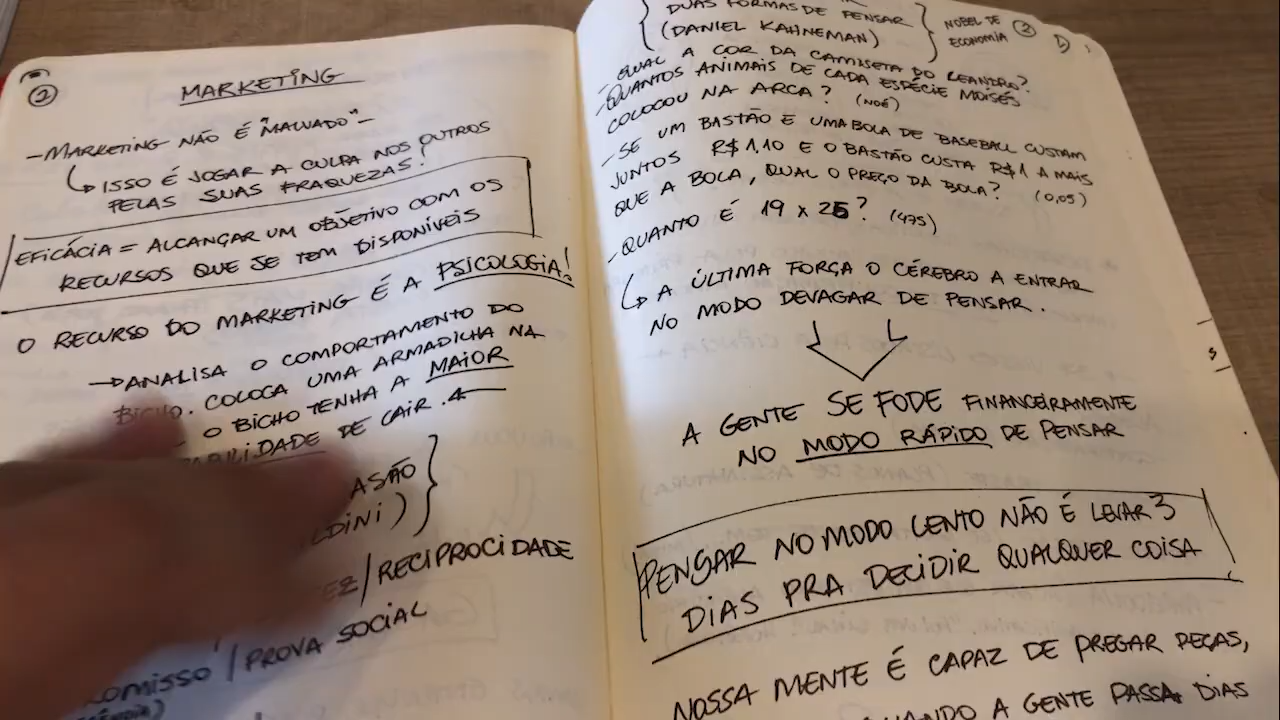 2
MARKETING
- MARKETING NÃO É "MALVADO" -
ISSO É JOGAR A CULPA NOS OUTROS
PELAS SUAS FRAQUEZAS!
EFICÁCIA = ALCANÇAR UM OBJETIVO COM OS
RECURSOS QUE SE TEM DISPONÍVEIS
O RECURSO DO MARKETING É A PSICOLOGIA!
→ ANALISA O COMPORTAMENTO DO
BICHO. COLOCA UMA ARMADILHA NA
O BICHO TENHA A MAIOR
ABILIDADE DE CAIR.
ASÃO
LDINI)
EZ / RECIPROCIDADE
OMISSO / PROVA SOCIAL
DUAS FORMAS DE PENSAR
(DANIEL KAHNEMAN)
NOBEL DE
ECONOMIA
2
- QUAL A COR DA CAMISETA DO LEANDRO?
- QUANTOS ANIMAIS DE CADA ESPÉCIE MOISÉS
COLOCOU NA ARCA? (NOÉ)
- SE UM BASTÃO E UMA BOLA DE BASEBALL CUSTAM
JUNTOS R$1,10 E O BASTÃO CUSTA R$1 A MAIS
QUE A BOLA, QUAL O PREÇO DA BOLA? (0,05)
- QUANTO É 19 x 25? (475)
A ÚLTIMA FORÇA O CÉREBRO A ENTRAR
NO MODO DEVAGAR DE PENSAR.
A GENTE SE FODE FINANCEIRAMENTE
NO MODO RÁPIDO DE PENSAR
PENSAR NO MODO LENTO NÃO É LEVAR 3
DIAS PRA DECIDIR QUALQUER COISA
NOSSA MENTE É CAPAZ DE PREGAR PEÇAS,
QUANDO A GENTE PASSA DIAS